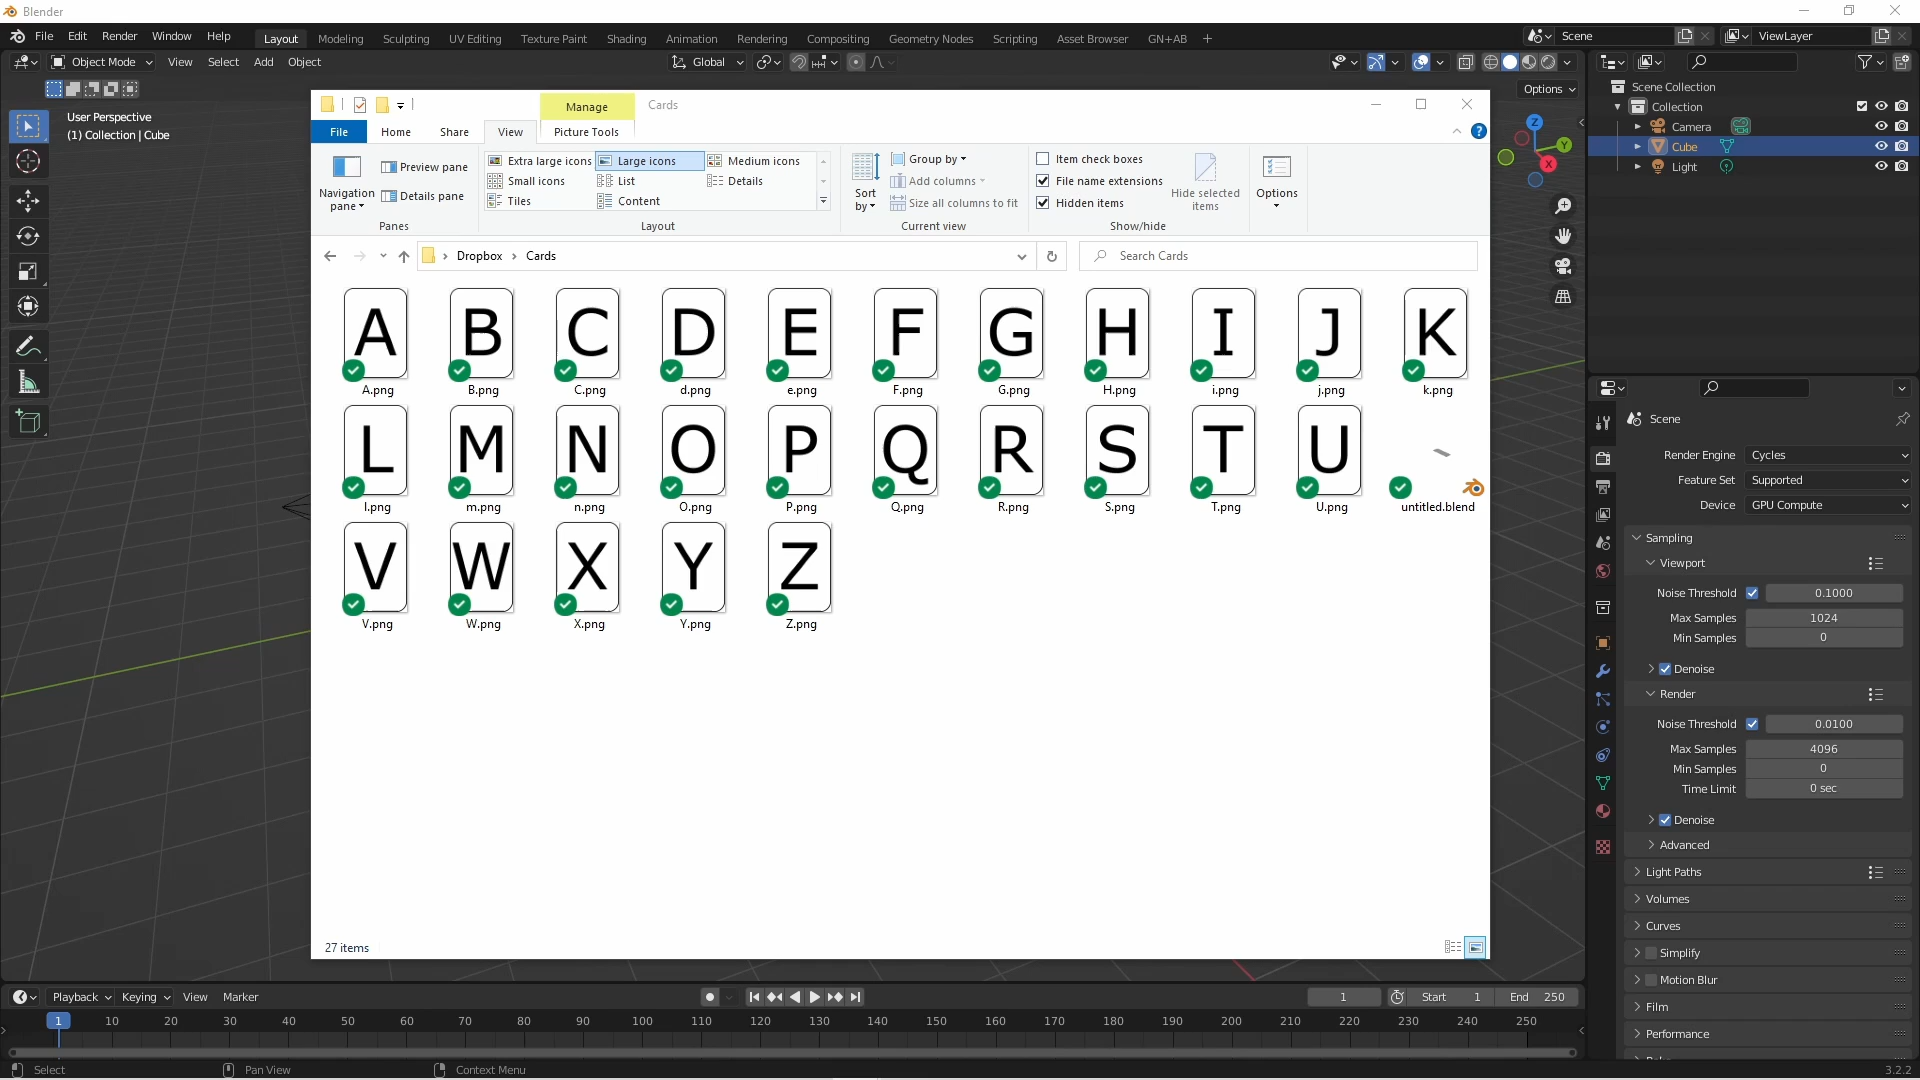 Blender
File Edit Render Window Help Layout Modeling Sculpting UV Editing Texture Paint Shading Animation Rendering Compositing Geometry Nodes Scripting Asset Browser GN+AB + Scene ViewLayer
Object Mode View Select Add Object Global
Options
User Perspective
(1) Collection | Cube
Z
Y
X
Manage Cards
File Home Share View Picture Tools
Navigation pane
Preview pane
Details pane
Panes
Extra large icons Large icons Medium icons
Small icons List Details
Tiles Content
Layout
Sort by
Group by
Add columns
Size all columns to fit
Current view
Item check boxes
File name extensions
Hidden items
Hide selected items
Show/hide
Options
Dropbox Cards
Search Cards
A B C D E F G H I J K
A.png B.png C.png d.png e.png F.png G.png H.png i.png j.png k.png
L M N O P Q R S T U
l.png m.png n.png O.png P.png Q.png R.png S.png T.png U.png untitled.blend
V W X Y Z
V.png W.png X.png Y.png Z.png
27 items
Scene Collection
Collection
Camera
Cube
Light
Scene
Render Engine Cycles
Feature Set Supported
Device GPU Compute
Sampling
Viewport
Noise Threshold 0.1000
Max Samples 1024
Min Samples 0
Denoise
Render
Noise Threshold 0.0100
Max Samples 4096
Min Samples 0
Time Limit 0 sec
Denoise
Advanced
Light Paths
Volumes
Curves
Simplify
Motion Blur
Film
Performance
Playback Keying View Marker 1 Start 1 End 250
1 10 20 30 40 50 60 70 80 90 100 110 120 130 140 150 160 170 180 190 200 210 220 230 240 250
Select Pan View Context Menu 3.2.2